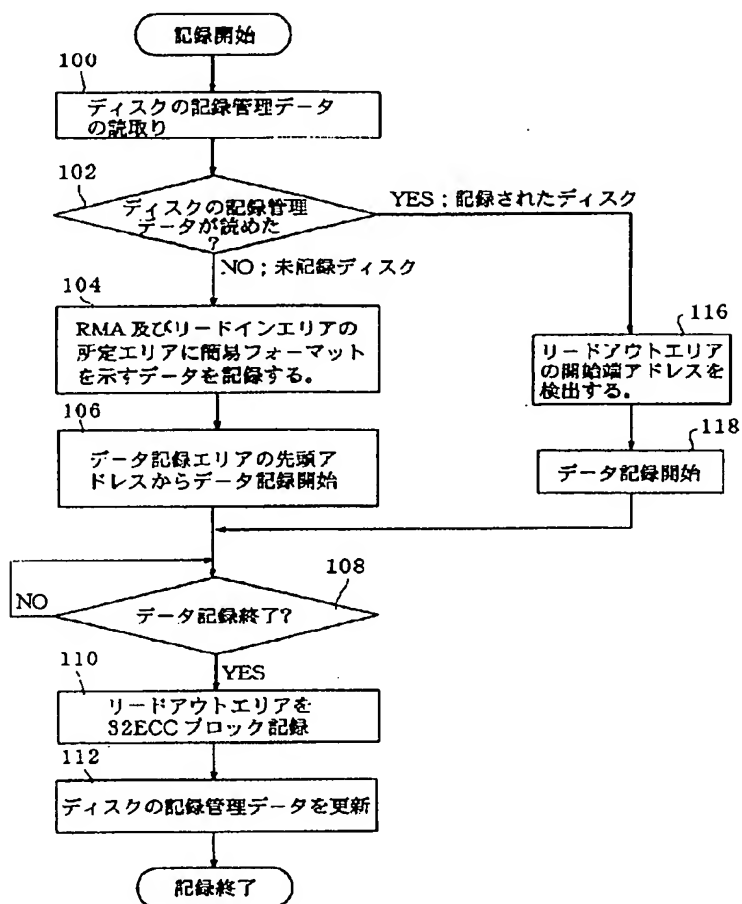 記録開始
100
ディスクの記録管理データ
の読取り
102
ディスクの記録管理
データが読めた
?
YES;記録されたディスク
NO;未記録ディスク
104
RMA 及びリードインエリアの
所定エリアに簡易フォーマット
を示すデータを記録する。
116
リードアウトエリア
の開始端アドレスを
検出する。
106
データ記録エリアの先頭ア
ドレスからデータ記録開始
118
データ記録開始
108
NO
データ記録終了?
YES
110
リードアウトエリアを
32ECC ブロック記録
112
ディスクの記録管理データを更新
記録終了